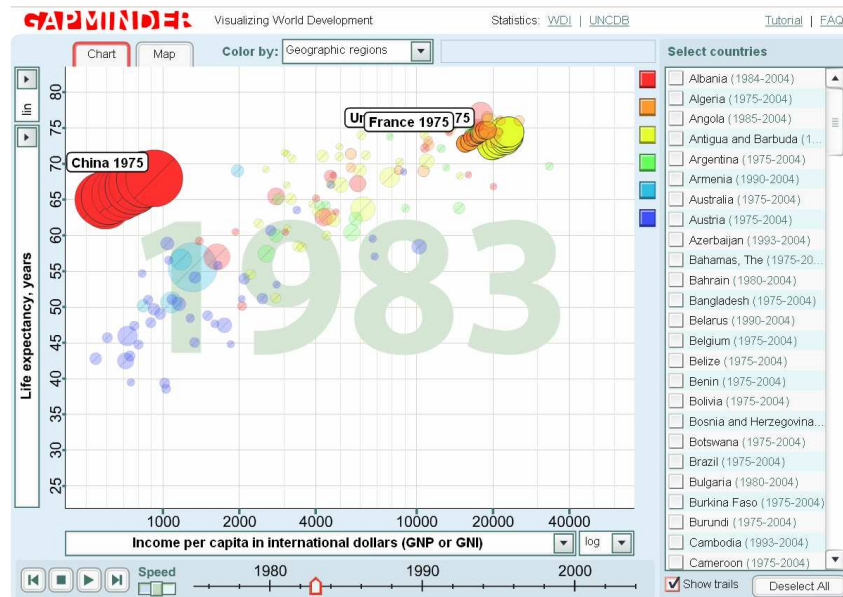 GAPMINDER Visualizing World Development Statistics: WDI | UNCDB Tutorial | FAQ
Chart Map Color by: Geographic regions Select countries
lin
Life expectancy, years
80
75
70
65
60
55
50
45
40
35
30
25
1983
China 1975
France 1975
75
1000 2000 4000 10000 20000 40000
Income per capita in international dollars (GNP or GNI) log
Speed
1980 1990 2000
Albania (1984-2004)
Algeria (1975-2004)
Angola (1985-2004)
Antigua and Barbuda (1...
Argentina (1975-2004)
Armenia (1990-2004)
Australia (1975-2004)
Austria (1975-2004)
Azerbaijan (1993-2004)
Bahamas, The (1975-20...
Bahrain (1980-2004)
Bangladesh (1975-2004)
Belarus (1990-2004)
Belgium (1975-2004)
Belize (1975-2004)
Benin (1975-2004)
Bolivia (1975-2004)
Bosnia and Herzegovina...
Botswana (1975-2004)
Brazil (1975-2004)
Bulgaria (1980-2004)
Burkina Faso (1975-2004)
Burundi (1975-2004)
Cambodia (1993-2004)
Cameroon (1975-2004)
Show trails Deselect All